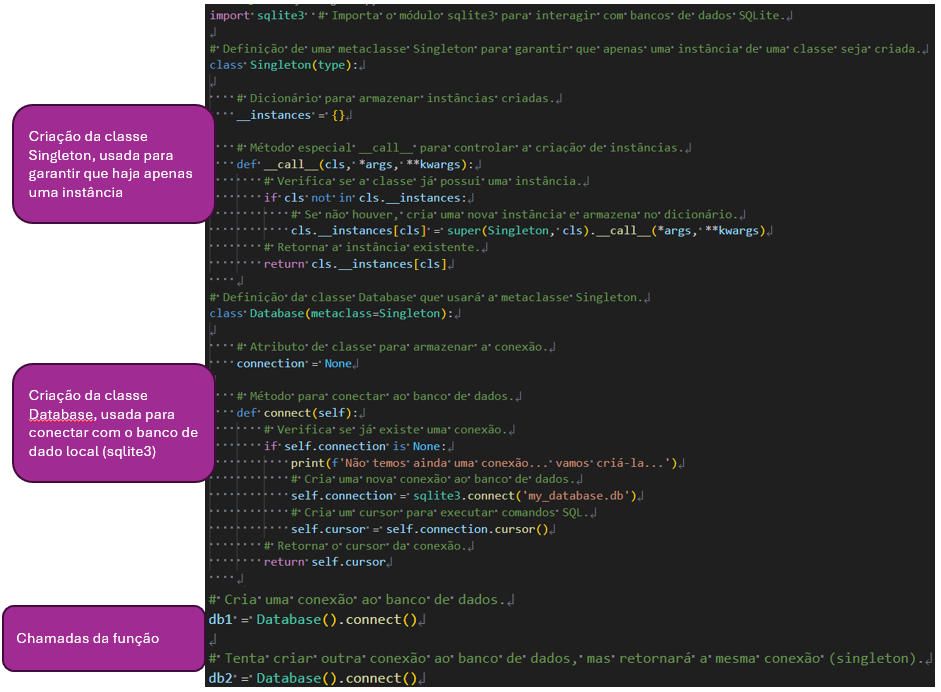 import sqlite3 # Importa o módulo sqlite3 para interagir com bancos de dados SQLite.
# Definição de uma metaclasse Singleton para garantir que apenas uma instância de uma classe seja criada.
class Singleton(type):
# Dicionário para armazenar instâncias criadas.
__instances = {}
# Método especial __call__ para controlar a criação de instâncias.
def __call__(cls, *args, **kwargs):
# Verifica se a classe já possui uma instância.
if cls not in cls.__instances:
# Se não houver, cria uma nova instância e armazena no dicionário.
cls.__instances[cls] = super(Singleton, cls).__call__(*args, **kwargs)
# Retorna a instância existente.
return cls.__instances[cls]
# Definição da classe Database que usará a metaclasse Singleton.
class Database(metaclass=Singleton):
# Atributo de classe para armazenar a conexão.
connection = None
# Método para conectar ao banco de dados.
def connect(self):
# Verifica se já existe uma conexão.
if self.connection is None:
print(f'Não temos ainda uma conexão... vamos criá-la...')
# Cria uma nova conexão ao banco de dados.
self.connection = sqlite3.connect('my_database.db')
# Cria um cursor para executar comandos SQL.
self.cursor = self.connection.cursor()
# Retorna o cursor da conexão.
return self.cursor
# Cria uma conexão ao banco de dados.
db1 = Database().connect()
# Tenta criar outra conexão ao banco de dados, mas retornará a mesma conexão (singleton).
db2 = Database().connect()
Criação da classe
Singleton, usada para
garantir que haja apenas
uma instância
Criação da classe
Database, usada para
conectar com o banco de
dado local (sqlite3)
Chamadas da função